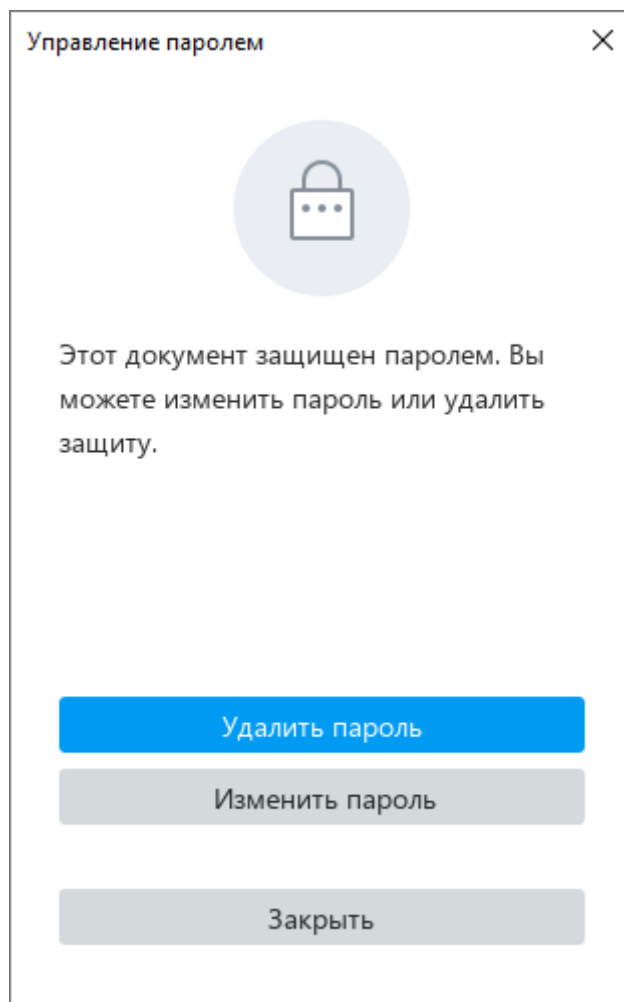 Управление паролем
Этот документ защищен паролем. Вы
можете изменить пароль или удалить
защиту.
Удалить пароль
Изменить пароль
Закрыть